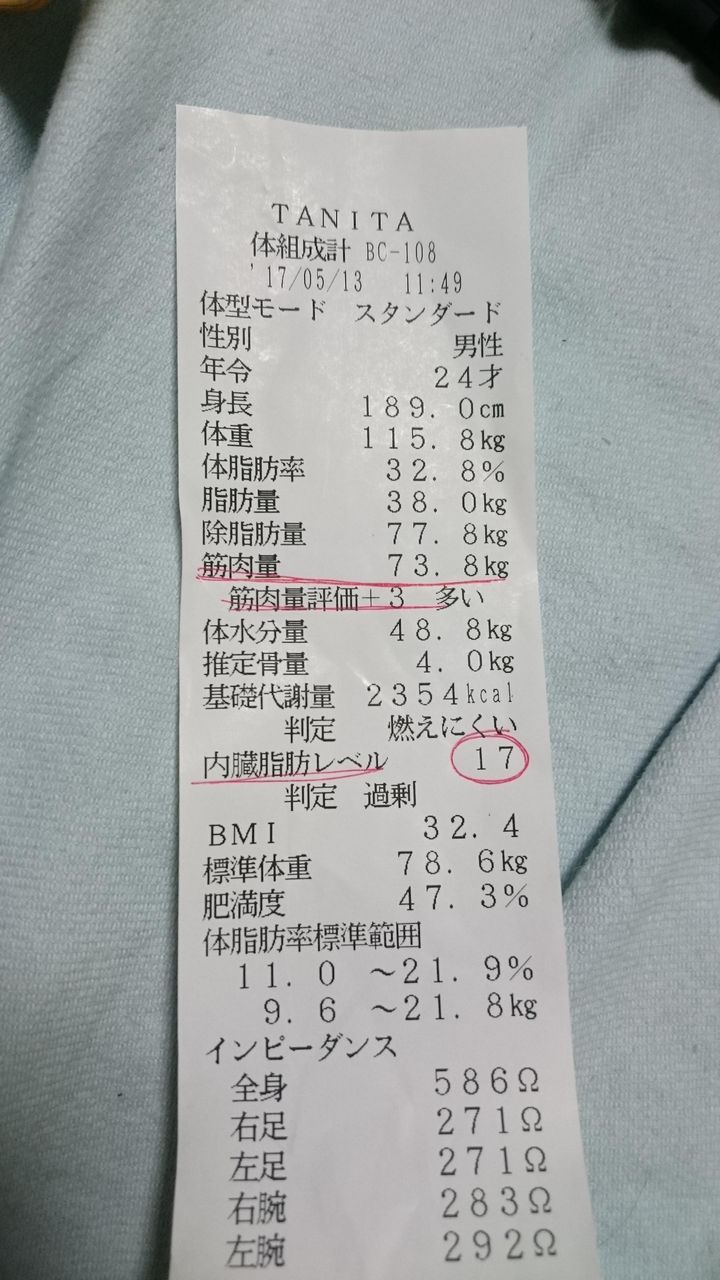 ＴＡＮＩＴＡ
体組成計 BC-108
'17/05/13 11:49
体型モード スタンダード
性別 男性
年令 ２４才
身長 １８９．０cm
体重 １１５．８kg
体脂肪率 ３２．８％
脂肪量 ３８．０kg
除脂肪量 ７７．８kg
筋肉量 ７３．８kg
筋肉量評価＋３ 多い
体水分量 ４８．８kg
推定骨量 ４．０kg
基礎代謝量 ２３５４kcal
判定 燃えにくい
内臓脂肪レベル １７
判定 過剰
ＢＭＩ ３２．４
標準体重 ７８．６kg
肥満度 ４７．３％
体脂肪率標準範囲
１１．０ ～２１．９％
９．６ ～２１．８kg
インピーダンス
全身 ５８６Ω
右足 ２７１Ω
左足 ２７１Ω
右腕 ２８３Ω
左腕 ２９２Ω